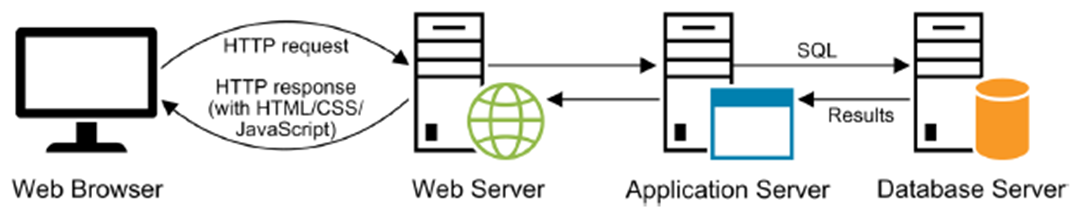 HTTP request
HTTP response
(with HTML/CSS/
JavaScript)
SQL
Results
Web Browser
Web Server
Application Server
Database Server